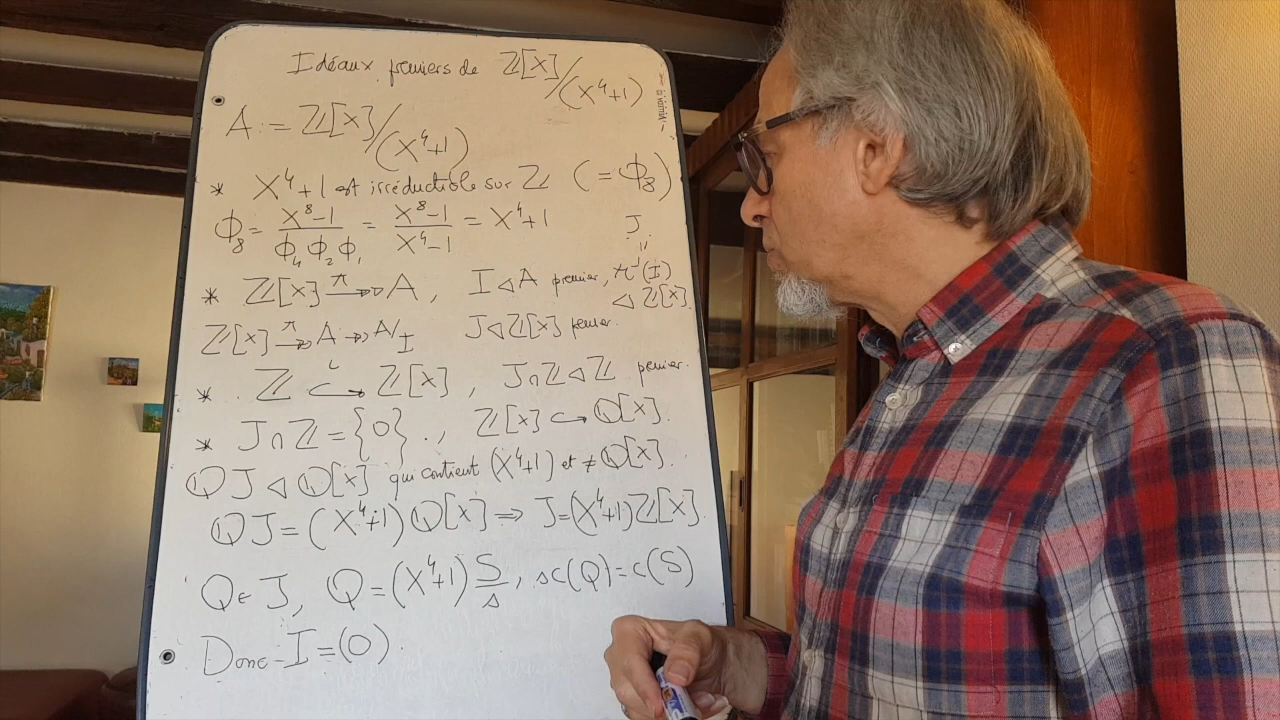 Idéaux premiers de ℤ[X]/(X⁴+1)
A := ℤ[X]/(X⁴+1)
* X⁴+1 est irréductible sur ℤ (=Φ₈)
Φ₈ = X⁸-1/Φ₄Φ₂Φ₁ = X⁸-1/X⁴-1 = X⁴+1
J
=
* ℤ[X] →π A, I ◁ A premier, π⁻¹(I) ◁ ℤ[X].
ℤ[X] →π A → A/I J ◁ ℤ[X] premier.
* ℤ ↪i ℤ[X], J∩ℤ ◁ ℤ premier.
* J∩ℤ = {0}., ℤ[X] ↪ ℚ[X].
ℚJ ◁ ℚ[X] qui contient (X⁴+1) et ≠ ℚ[X].
ℚJ = (X⁴+1)ℚ[X] ⇒ J=(X⁴+1)ℤ[X].
Q∈J, Q=(X⁴+1)S/s, sc(Q)=c(S)
Donc I=(0).